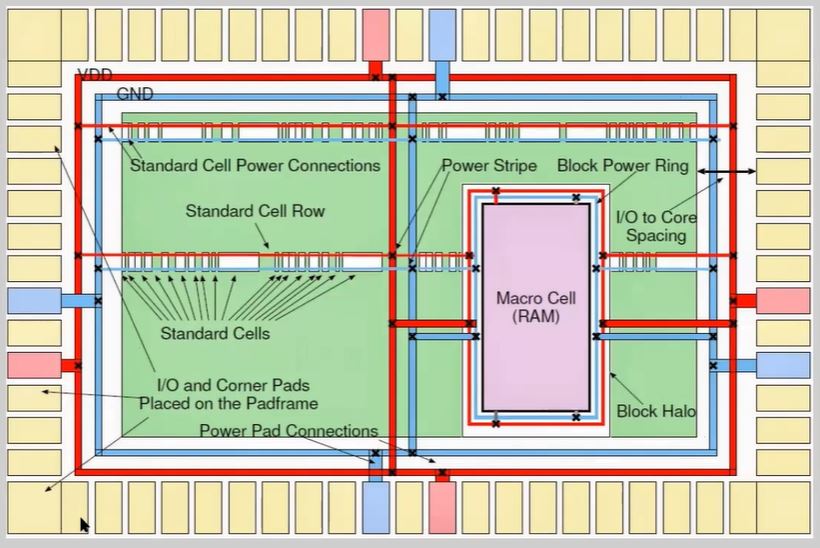 VDD
GND
Standard Cell Power Connections
Power Stripe
Block Power Ring
Standard Cell Row
I/O to Core
Spacing
Macro Cell
(RAM)
Standard Cells
I/O and Corner Pads
Placed on the Padframe
Block Halo
Power Pad Connections